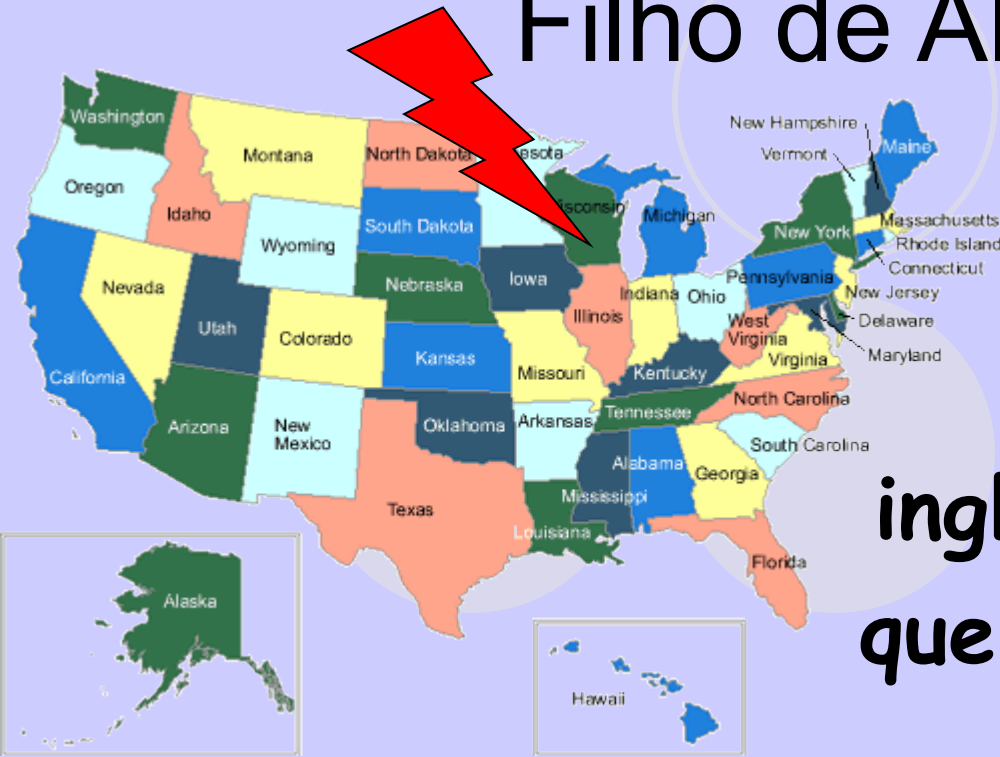 Filho de Al
New Hampshire
Washington
Vermont
Maine
Montana
North Dakota
esota
Oregon
Idaho
isconsin
Michigan
Massachusetts
South Dakota
New York
Wyoming
Rhode Island
Connecticut
Iowa
Pennsylvania
Nebraska
Nevada
Indiana
Ohio
New Jersey
Illinois
Delaware
West
Virginia
Utah
Colorado
Maryland
Kansas
Virginia
Missouri
Kentucky
California
North Carolina
Tennessee
Arkansas
Arizona
New
Mexico
Oklahoma
South Carolina
Alabama
Georgia
Mississippi
Texas
ingl
Louisiana
Florida
Alaska
que
Hawaii